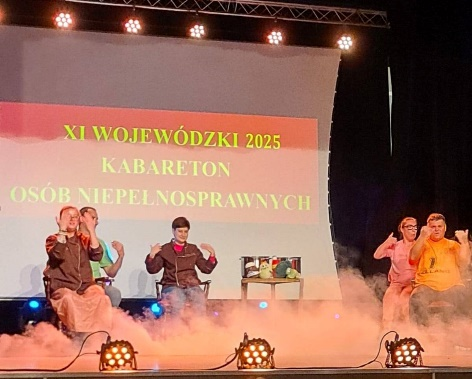 XI WOJEWÓDZKI 2025
KABARETON
OSÓB NIEPEŁNOSPRAWNYCH